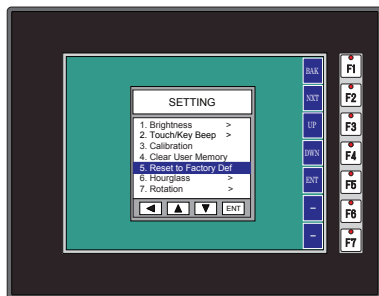 SETTING
1. Brightness >
2. Touch/Key Beep >
3. Calibration
4. Clear User Memory
5. Reset to Factory Def
6. Hourglass >
7. Rotation >
ENT
BAK
NXT
UP
DWN
ENT
–
–
F1
F2
F3
F4
F5
F6
F7